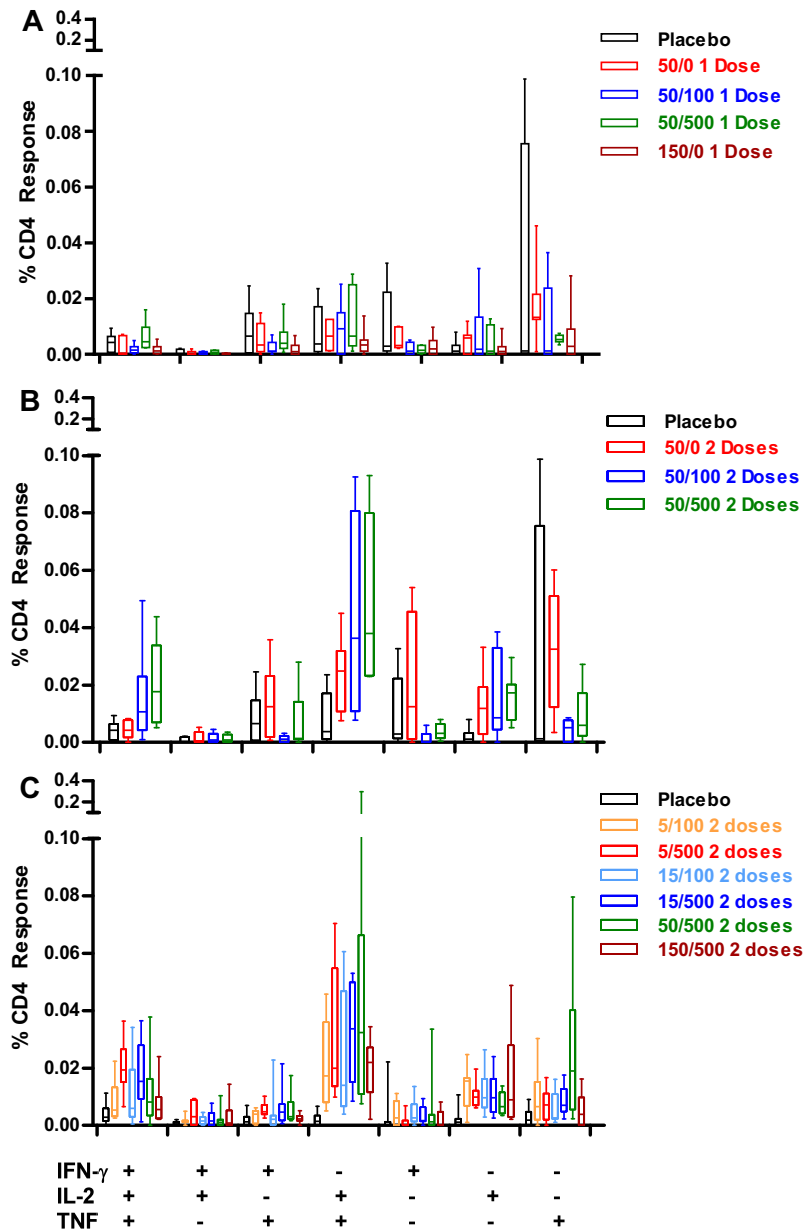 A
0.4
0.2
0.10
0.08
0.06
0.04
0.02
0.00
% CD4 Response
Placebo
50/0 1 Dose
50/100 1 Dose
50/500 1 Dose
150/0 1 Dose
B
0.4
0.2
0.10
0.08
0.06
0.04
0.02
0.00
% CD4 Response
Placebo
50/0 2 Doses
50/100 2 Doses
50/500 2 Doses
C
0.4
0.2
0.10
0.08
0.06
0.04
0.02
0.00
% CD4 Response
Placebo
5/100 2 doses
5/500 2 doses
15/100 2 doses
15/500 2 doses
50/500 2 doses
150/500 2 doses
IFN-γ + + + - + - -
IL-2 + + - + - + -
TNF + - + + - - +